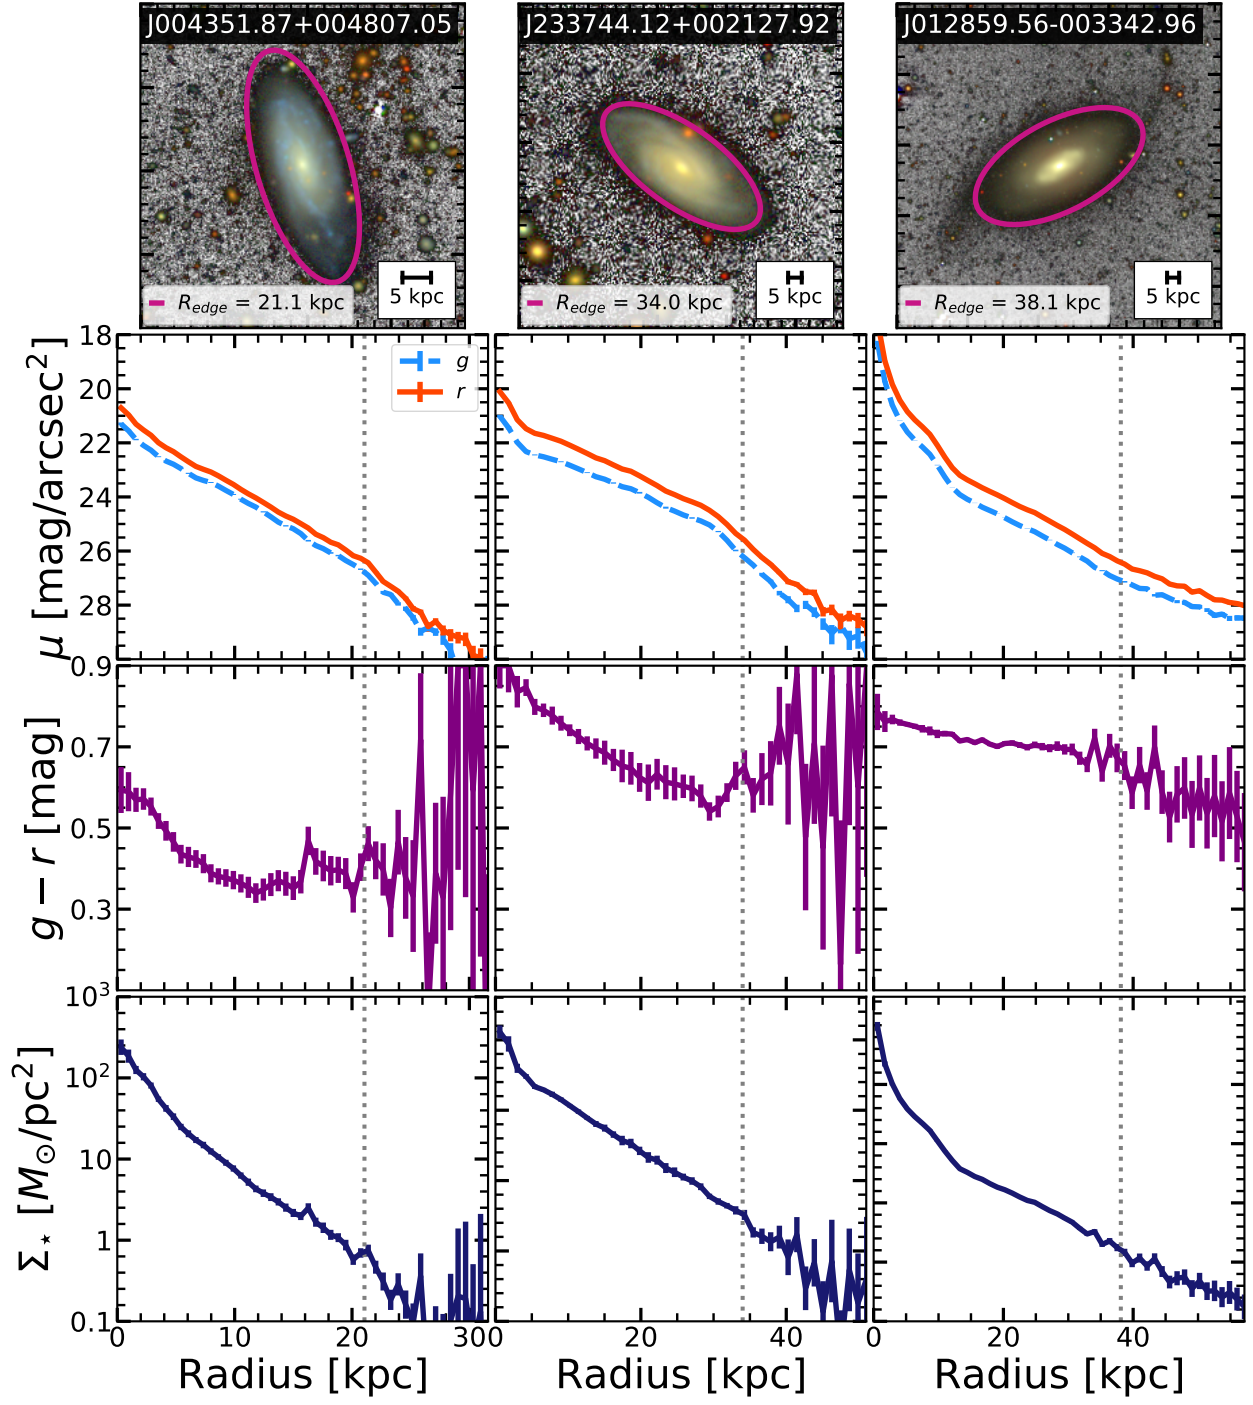 J004351.87+004807.05
J233744.12+002127.92
J012859.56-003342.96
5 kpc
5 kpc
5 kpc
R_edge = 21.1 kpc
R_edge = 34.0 kpc
R_edge = 38.1 kpc
μ [mag/arcsec²]
18
20
22
24
26
28
g
r
g − r [mag]
0.9
0.7
0.5
0.3
Σ⋆ [M⊙/pc²]
10³
10²
10
1
0.1
0 10 20 30
0 20 40
0 20 40
Radius [kpc]
Radius [kpc]
Radius [kpc]